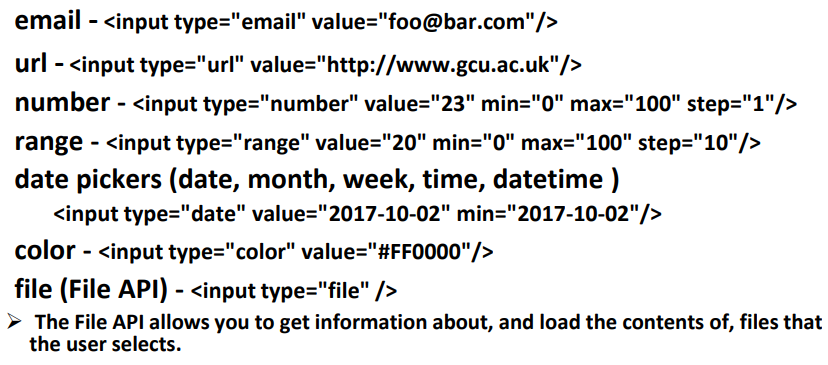 email - <input type="email" value="foo@bar.com"/>
url - <input type="url" value="http://www.gcu.ac.uk"/>
number - <input type="number" value="23" min="0" max="100" step="1"/>
range - <input type="range" value="20" min="0" max="100" step="10"/>
date pickers (date, month, week, time, datetime )
<input type="date" value="2017-10-02" min="2017-10-02"/>
color - <input type="color" value="#FF0000"/>
file (File API) - <input type="file" />
➢ The File API allows you to get information about, and load the contents of, files that
the user selects.